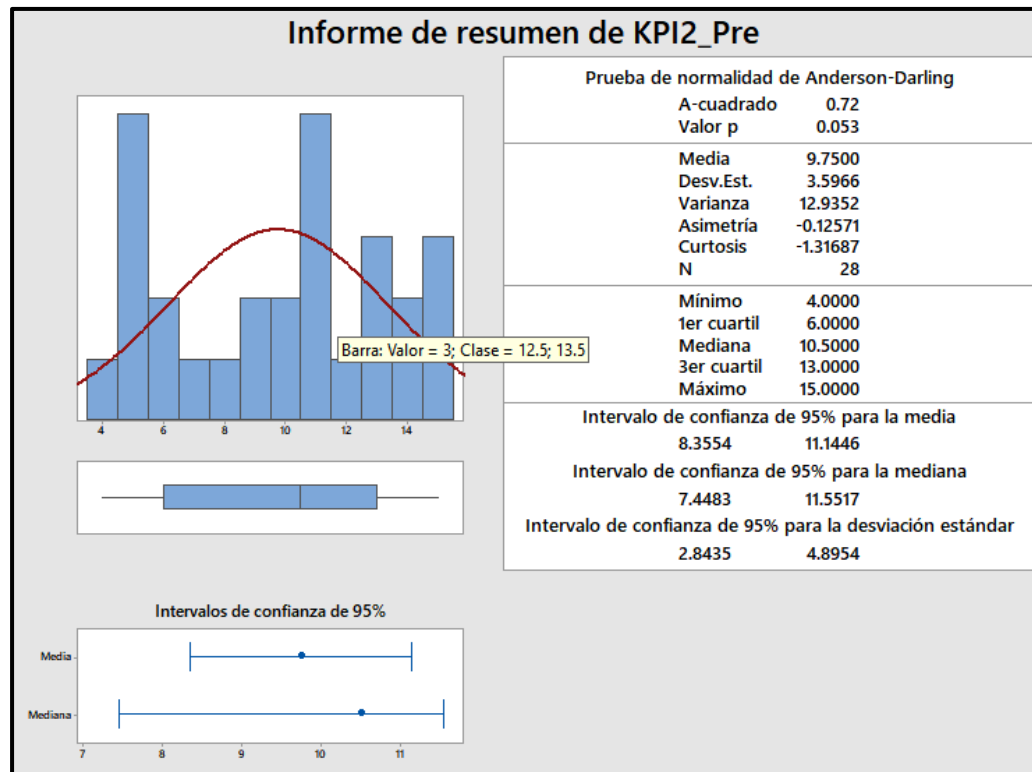 Informe de resumen de KPI2_Pre
Barra: Valor = 3; Clase = 12.5; 13.5
4 6 8 10 12 14
Intervalos de confianza de 95%
Media
Mediana
7 8 9 10 11
Prueba de normalidad de Anderson-Darling
A-cuadrado 0.72
Valor p 0.053
Media 9.7500
Desv.Est. 3.5966
Varianza 12.9352
Asimetría -0.12571
Curtosis -1.31687
N 28
Mínimo 4.0000
1er cuartil 6.0000
Mediana 10.5000
3er cuartil 13.0000
Máximo 15.0000
Intervalo de confianza de 95% para la media
8.3554 11.1446
Intervalo de confianza de 95% para la mediana
7.4483 11.5517
Intervalo de confianza de 95% para la desviación estándar
2.8435 4.8954